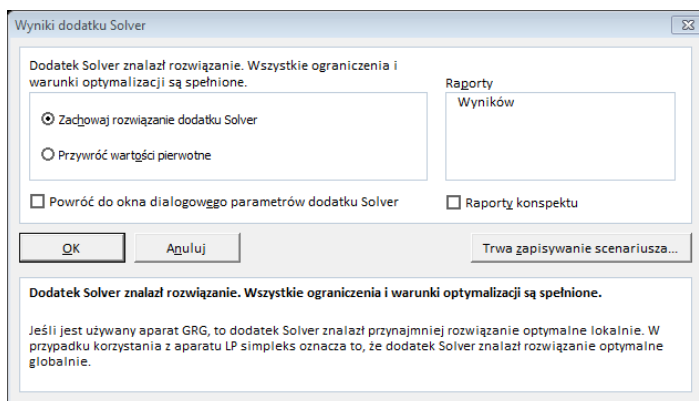 Wyniki dodatku Solver
Dodatek Solver znalazł rozwiązanie. Wszystkie ograniczenia i
warunki optymalizacji są spełnione.
Zachowaj rozwiązanie dodatku Solver
Przywróć wartości pierwotne
Raporty
Wyników
Powróć do okna dialogowego parametrów dodatku Solver
Raporty konspektu
OK
Anuluj
Trwa zapisywanie scenariusza...
Dodatek Solver znalazł rozwiązanie. Wszystkie ograniczenia i warunki optymalizacji są spełnione.
Jeśli jest używany aparat GRG, to dodatek Solver znalazł przynajmniej rozwiązanie optymalne lokalnie. W
przypadku korzystania z aparatu LP simpleks oznacza to, że dodatek Solver znalazł rozwiązanie optymalne
globalnie.